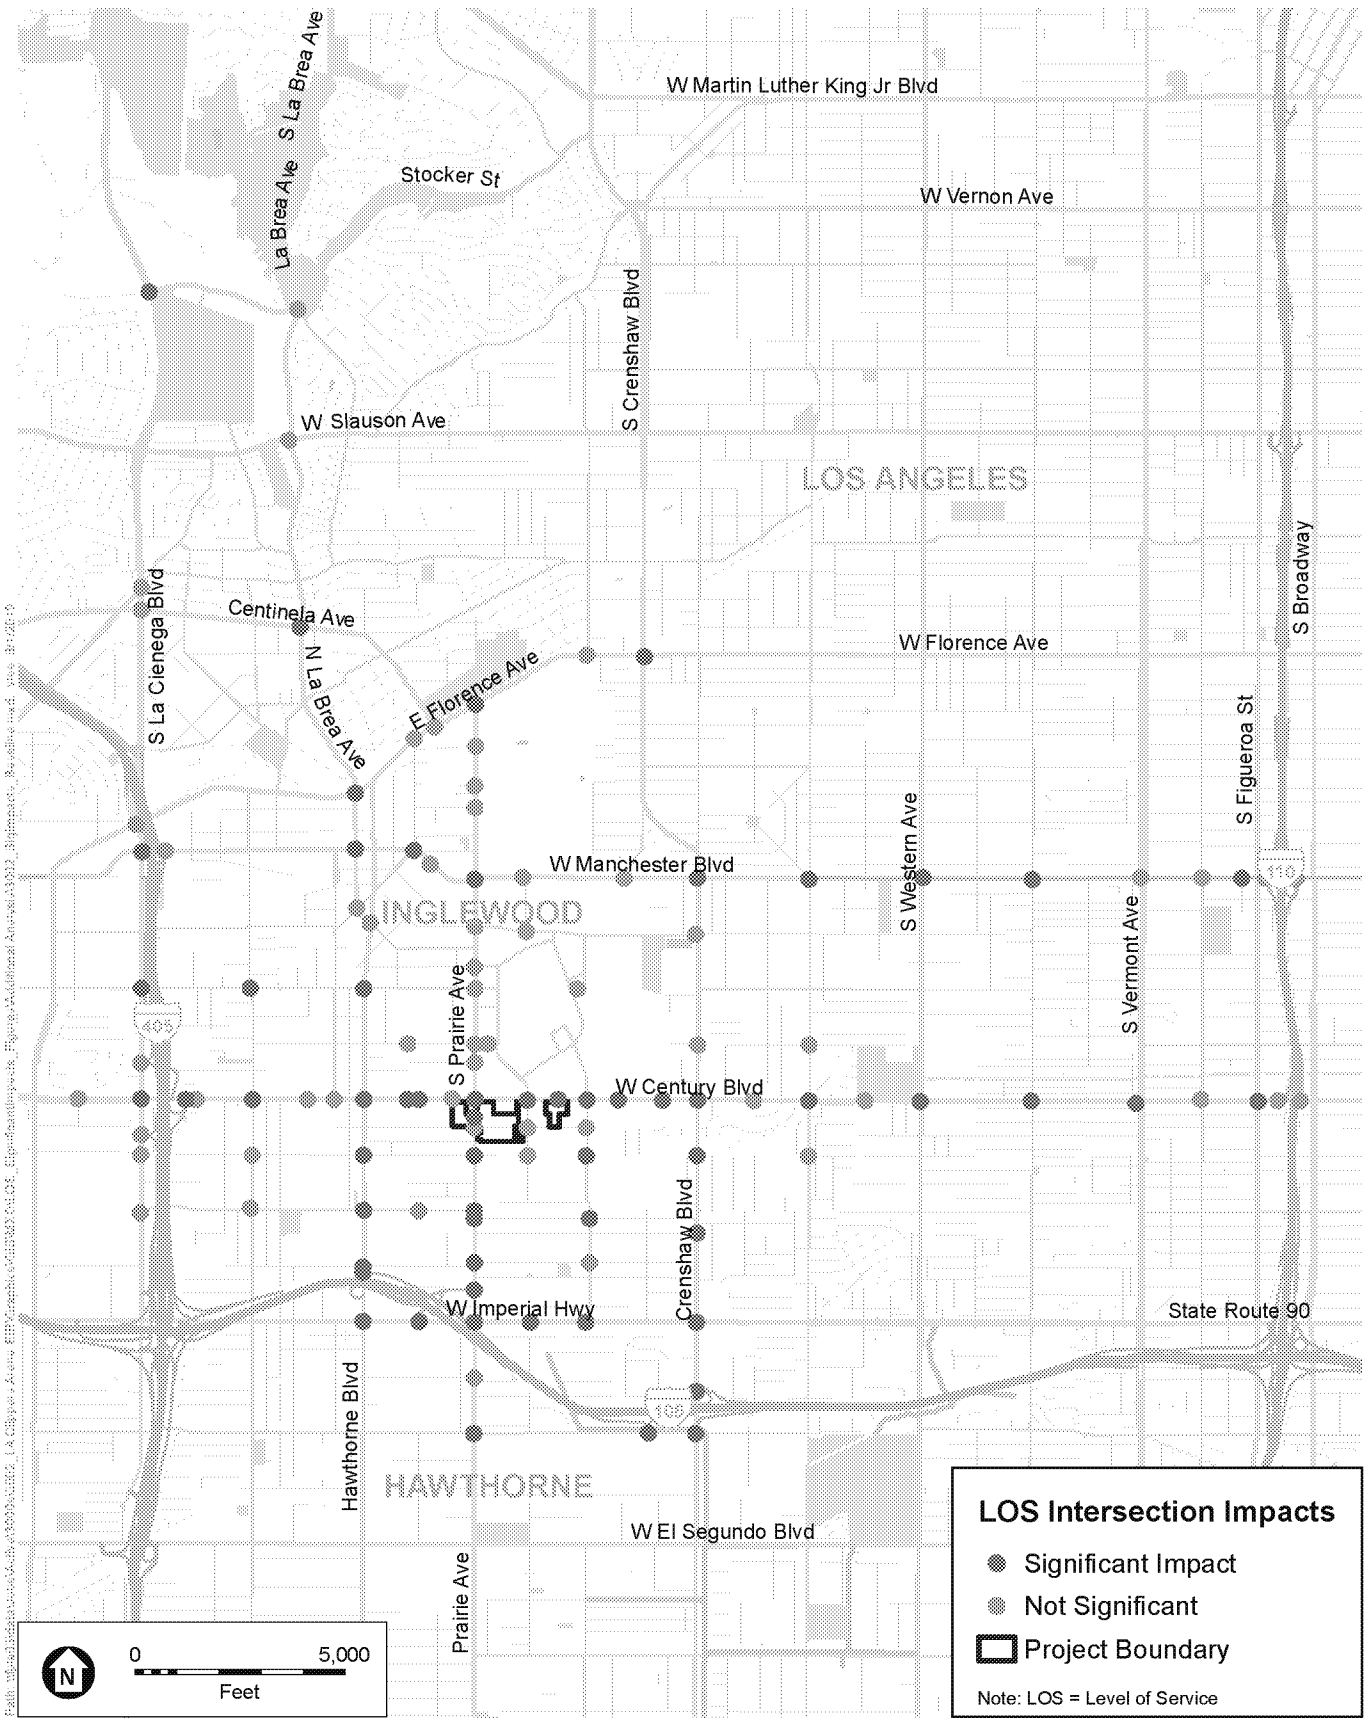 S La Brea Ave
W Martin Luther King Jr Blvd
La Brea Ave
Stocker St
W Vernon Ave
S Crenshaw Blvd
W Slauson Ave
LOS ANGELES
S Broadway
S La Cienega Blvd
Centinela Ave
W Florence Ave
N La Brea Ave
E Florence Ave
S Figueroa St
S Western Ave
W Manchester Blvd
110
INGLEWOOD
S Vermont Ave
S Prairie Ave
405
W Century Blvd
Crenshaw Blvd
W Imperial Hwy
State Route 90
Hawthorne Blvd
105
HAWTHORNE
W El Segundo Blvd
Prairie Ave
LOS Intersection Impacts
Significant Impact
Not Significant
Project Boundary
Note: LOS = Level of Service
N
0 5,000
Feet